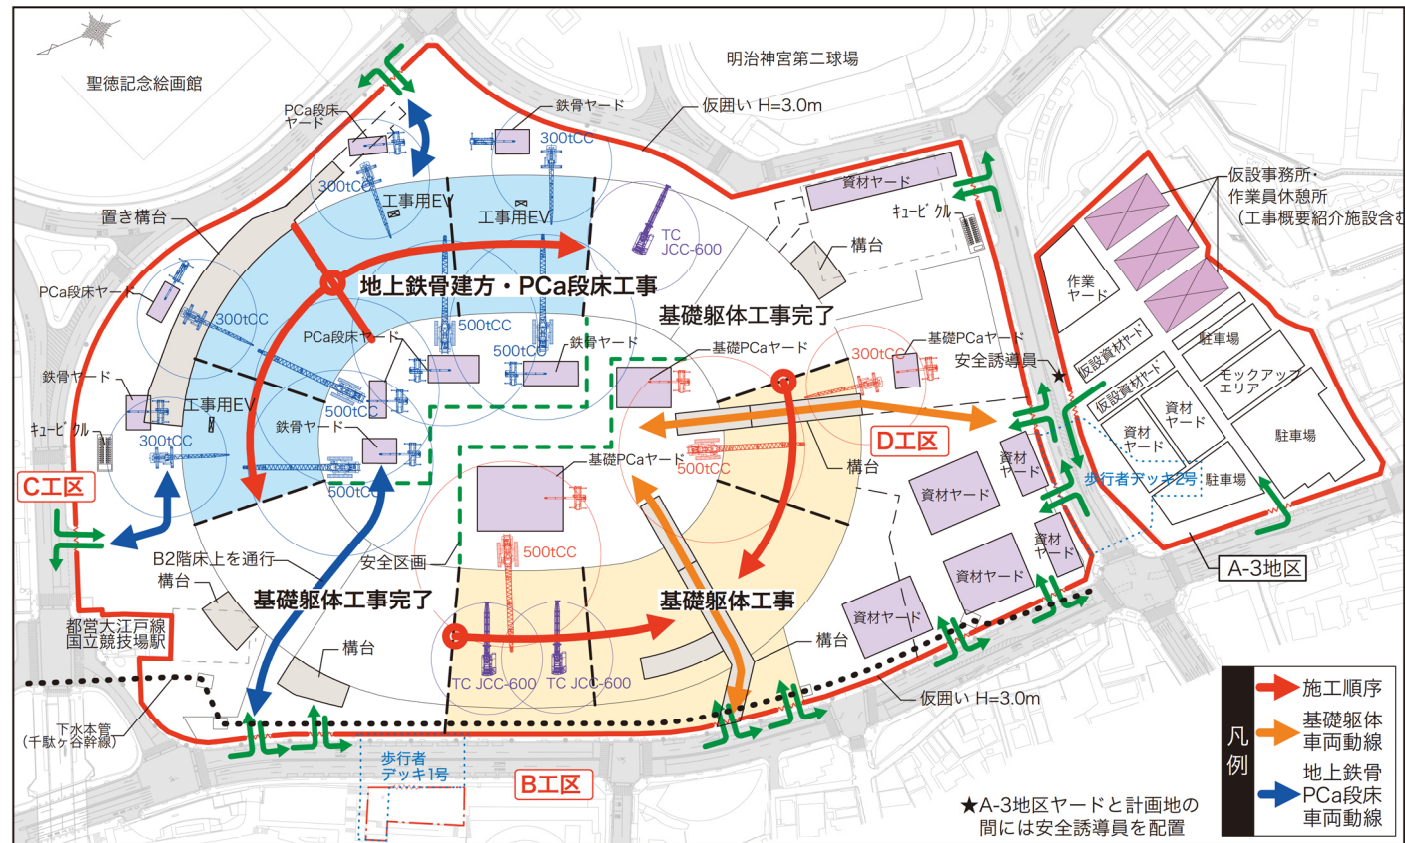 聖徳記念絵画館
明治神宮第二球場
PCa段床
ヤード
鉄骨ヤード
仮囲い H=3.0m
300tCC
300tCC
工事用EV
工事用EV
置き構台
TC
JCC-600
資材ヤード
キュービクル
構台
仮設事務所・
作業員休憩所
(工事概要紹介施設含む
作業
ヤード
地上鉄骨建方・PCa段床工事
PCa段床ヤード
300tCC
PCa段床ヤード
500tCC
500tCC
鉄骨ヤード
基礎躯体工事完了
基礎PCaヤード
300tCC
基礎PCaヤード
安全誘導員
★
仮設資材ヤード
仮設資材ヤード
駐車場
モックアップ
エリア
資材
ヤード
資材
ヤード
駐車場
駐車場
鉄骨ヤード
工事用EV
500tCC
鉄骨ヤード
キュービクル
300tCC
500tCC
C工区
D工区
構台
500tCC
基礎PCaヤード
資材
ヤード
歩行者デッキ2号
資材ヤード
資材
ヤード
500tCC
B2階床上を通行
構台
安全区画
A-3地区
資材ヤード
基礎躯体工事完了
基礎躯体工事
資材ヤード
都営大江戸線
国立競技場駅
構台
構台
TC JCC-600
TC JCC-600
仮囲い H=3.0m
下水本管
(千駄ヶ谷幹線)
歩行者
デッキ1号
B工区
凡例
施工順序
基礎躯体
車両動線
地上鉄骨
PCa段床
車両動線
★A-3地区ヤードと計画地の
間には安全誘導員を配置